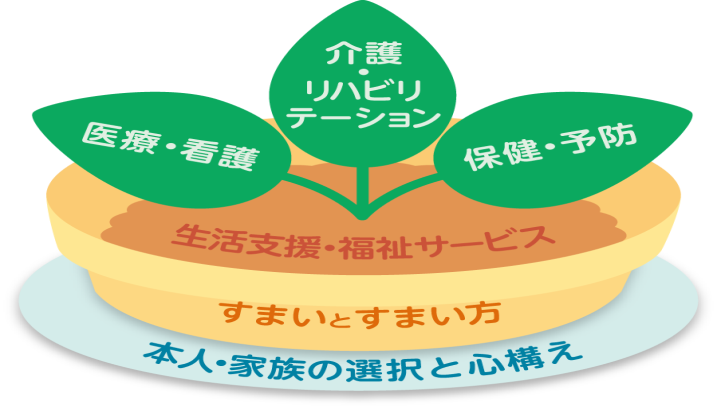 介護
・
リハビリ
テーション
医療・看護
保健・予防
生活支援・福祉サービス
すまいとすまい方
本人・家族の選択と心構え